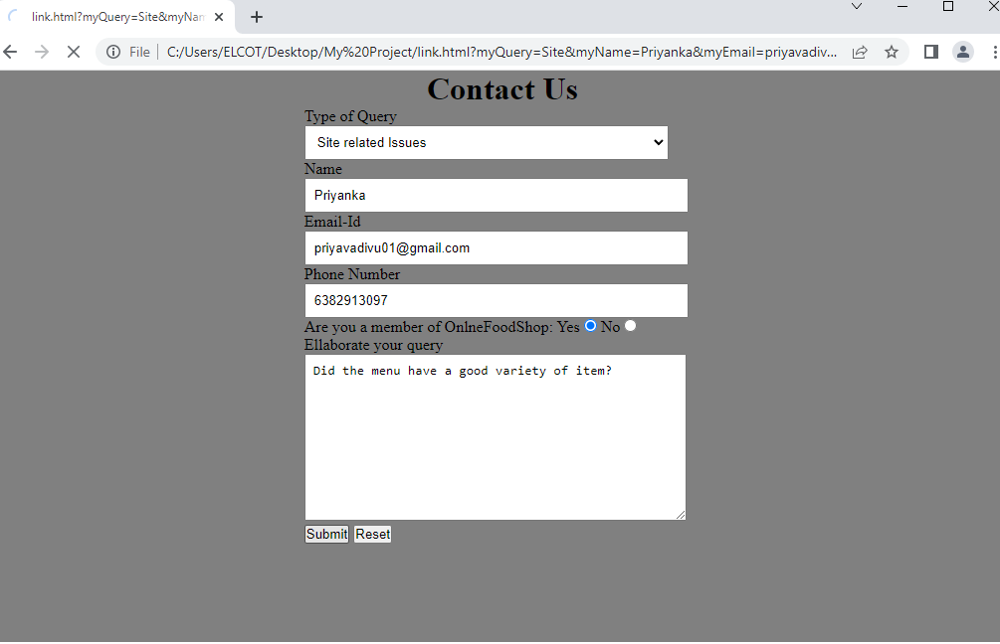 link.html?myQuery=Site&myNam
File C:/Users/ELCOT/Desktop/My%20Project/link.html?myQuery=Site&myName=Priyanka&myEmail=priyavadiv...
Contact Us
Type of Query
Site related Issues
Name
Priyanka
Email-Id
priyavadivu01@gmail.com
Phone Number
6382913097
Are you a member of OnlneFoodShop: Yes No
Ellaborate your query
Did the menu have a good variety of item?
Submit Reset